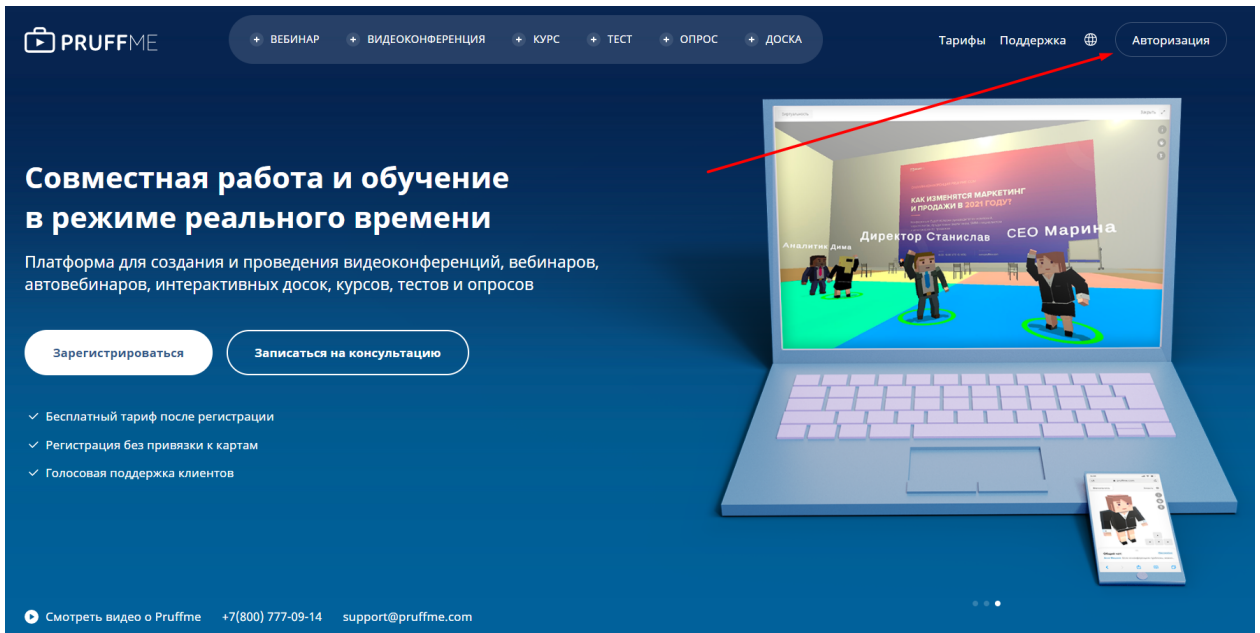 PRUFFME
+ ВЕБИНАР + ВИДЕОКОНФЕРЕНЦИЯ + КУРС + ТЕСТ + ОПРОС + ДОСКА
Тарифы Поддержка Авторизация
Совместная работа и обучение
в режиме реального времени
Платформа для создания и проведения видеоконференций, вебинаров,
автовебинаров, интерактивных досок, курсов, тестов и опросов
Зарегистрироваться Записаться на консультацию
Бесплатный тариф после регистрации
Регистрация без привязки к картам
Голосовая поддержка клиентов
КАК ИЗМЕНЯТСЯ МАРКЕТИНГ
И ПРОДАЖИ В 2021 ГОДУ?
Аналитик Дима Директор Станислав CEO Марина
Смотреть видео о Pruffme +7(800) 777-09-14 support@pruffme.com